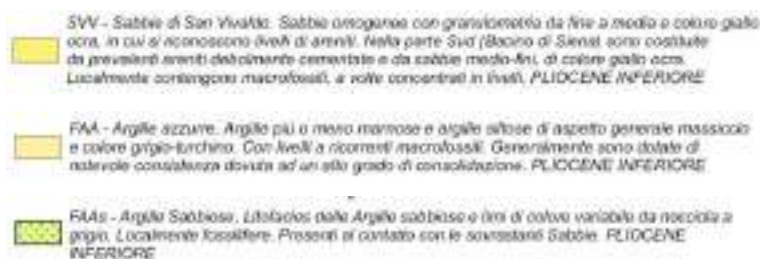 SVV - Sabbie di San Vivaldo. Sabbie omogenee con granulometria da fine a media e colore giallo
ocra, in cui si riconoscono livelli di areniti. Nella parte Sud (Bacino di Siena) sono costituite
da prevalenti areniti debolmente cementate e da sabbie medio-fini, di colore giallo ocra.
Localmente contengono macrofossili, a volte concentrati in livelli. PLIOCENE INFERIORE
FAA - Argille azzurre. Argille più o meno marnose e argille siltose di aspetto generale massiccio
e colore grigio-turchino. Con livelli a ricorrenti macrofossili. Generalmente sono dotate di
notevole consistenza dovuta ad un alto grado di consolidazione. PLIOCENE INFERIORE
FAAs - Argille Sabbiose. Litofacies delle Argille sabbiose e limi di colore variabile da nocciola a
grigio. Localmente fossilifere. Presenti al contatto con le sovrastanti Sabbie. PLIOCENE
INFERIORE